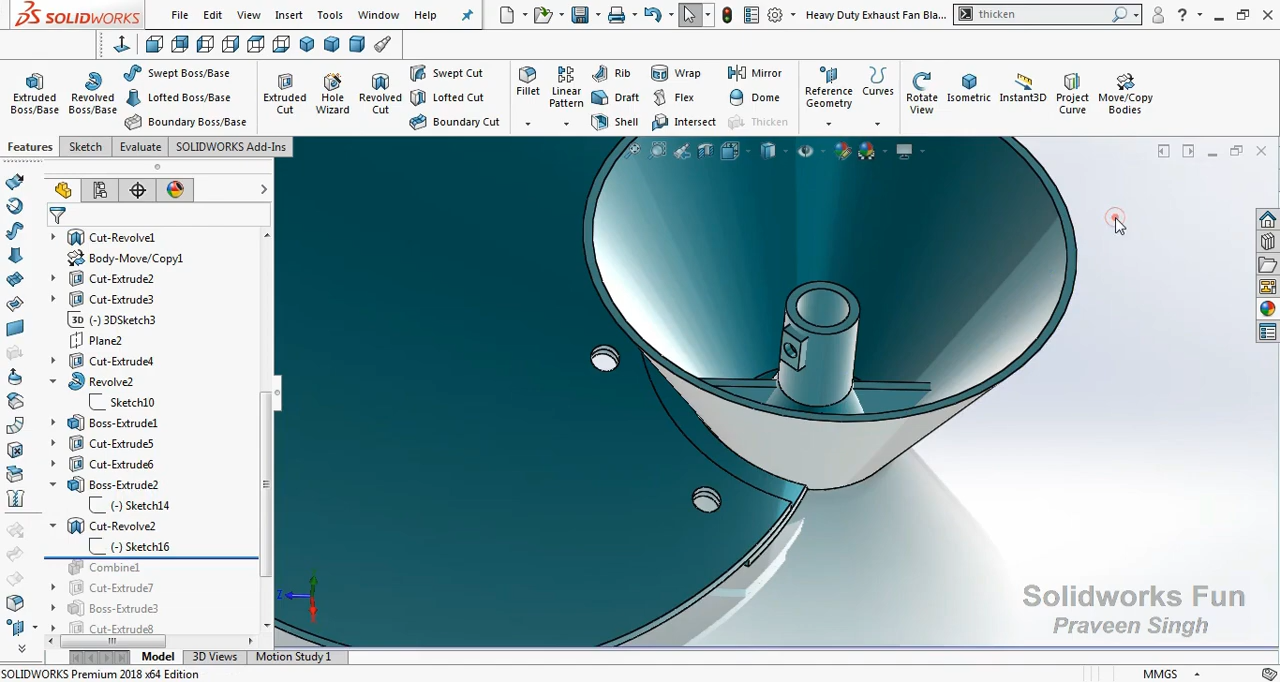 SOLIDWORKS
File Edit View Insert Tools Window Help
Heavy Duty Exhaust Fan Bla...
thicken
Extruded Boss/Base
Revolved Boss/Base
Swept Boss/Base
Lofted Boss/Base
Boundary Boss/Base
Extruded Cut
Hole Wizard
Revolved Cut
Swept Cut
Lofted Cut
Boundary Cut
Fillet
Linear Pattern
Rib
Draft
Shell
Wrap
Flex
Intersect
Mirror
Dome
Thicken
Reference Geometry
Curves
Rotate View
Isometric
Instant3D
Project Curve
Move/Copy Bodies
Features Sketch Evaluate SOLIDWORKS Add-Ins
Cut-Revolve1
Body-Move/Copy1
Cut-Extrude2
Cut-Extrude3
3D (-) 3DSketch3
Plane2
Cut-Extrude4
Revolve2
Sketch10
Boss-Extrude1
Cut-Extrude5
Cut-Extrude6
Boss-Extrude2
(-) Sketch14
Cut-Revolve2
(-) Sketch16
Combine1
Cut-Extrude7
Boss-Extrude3
Cut-Extrude8
Z
Solidworks Fun
Praveen Singh
Model 3D Views Motion Study 1
SOLIDWORKS Premium 2018 x64 Edition
MMGS